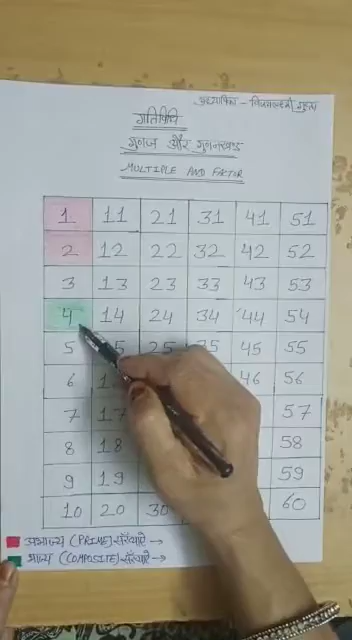 अध्यापिका - विजयलक्ष्मी
गतिविधि
गुणज और गुणनखण्ड
MULTIPLE AND FACTOR
1 11 21 31 41 51
2 12 22 32 42 52
3 13 23 33 43 53
4 14 24 34 44 54
5 25 45 55
6 46 56
7 17 57
8 18 58
9 19 59
10 20 30 60
अभाज्य (PRIME) संख्याएँ →
भाज्य (COMPOSITE) संख्याएँ →